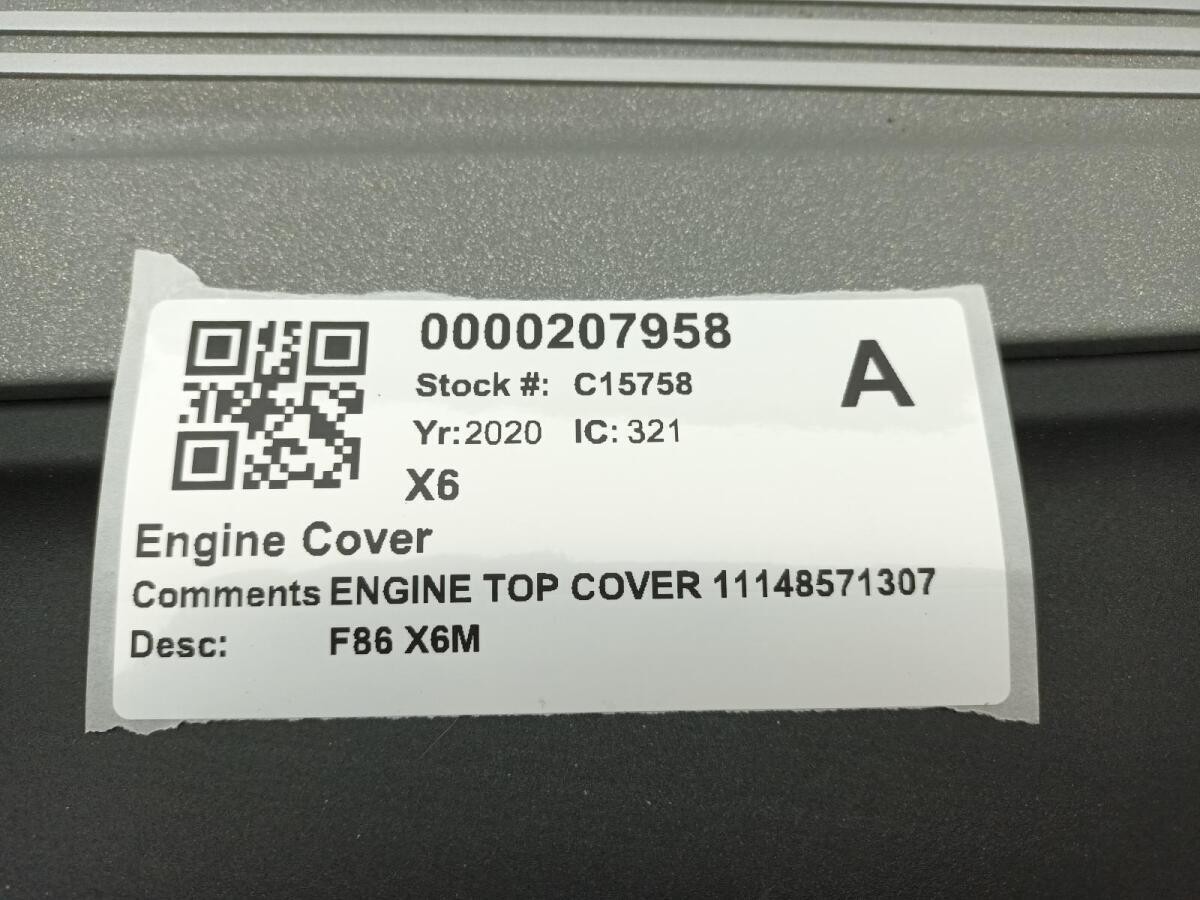 0000207958
A
Stock #: C15758
Yr:2020 IC: 321
X6
Engine Cover
Comments ENGINE TOP COVER 11148571307
Desc: F86 X6M